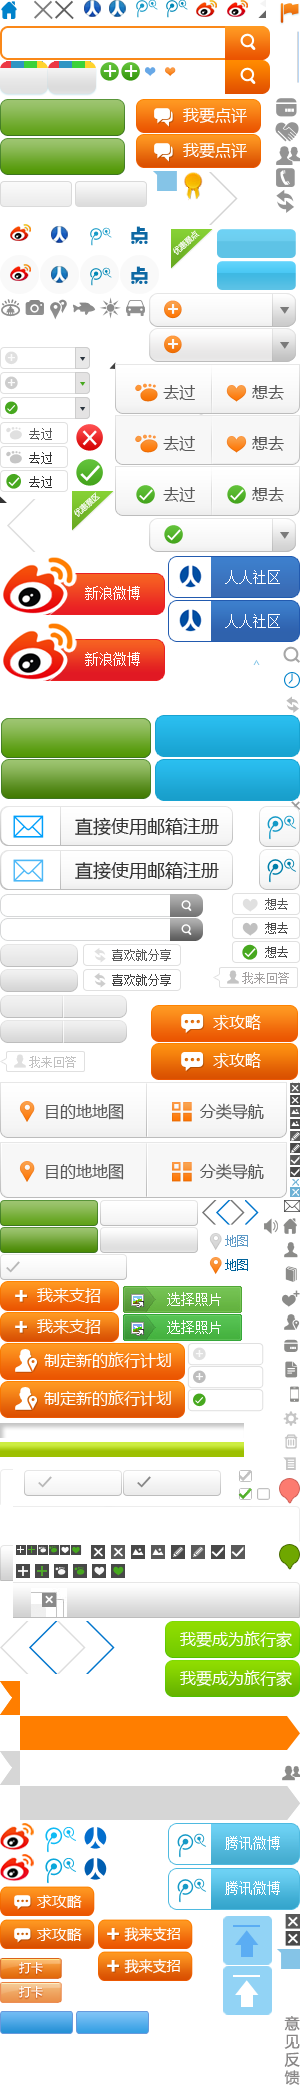 我要点评
我要点评
优惠景点
去过 想去
去过 想去
去过
去过
去过 想去
去过
优惠景区
新浪微博
人人社区
人人社区
新浪微博
直接使用邮箱注册
直接使用邮箱注册
想去
想去
喜欢就分享
想去
喜欢就分享
我来回答
求攻略
我来回答
求攻略
目的地地图
分类导航
目的地地图
分类导航
地图
地图
我来支招
选择照片
我来支招
选择照片
制定新的旅行计划
制定新的旅行计划
我要成为旅行家
我要成为旅行家
腾讯微博
腾讯微博
求攻略
求攻略
我来支招
我来支招
打卡
打卡
意见反馈